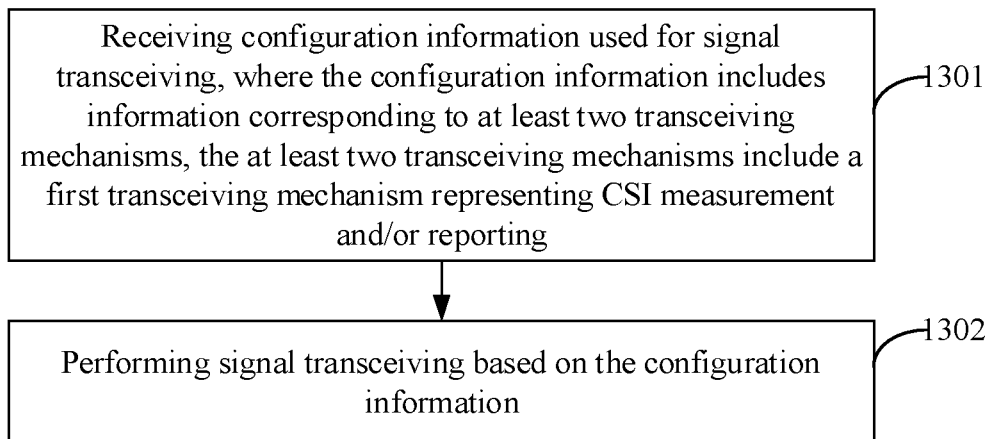 Receiving configuration information used for signal
transceiving, where the configuration information includes
information corresponding to at least two transceiving
mechanisms, the at least two transceiving mechanisms include a
first transceiving mechanism representing CSI measurement
and/or reporting
1301
Performing signal transceiving based on the configuration
information
1302